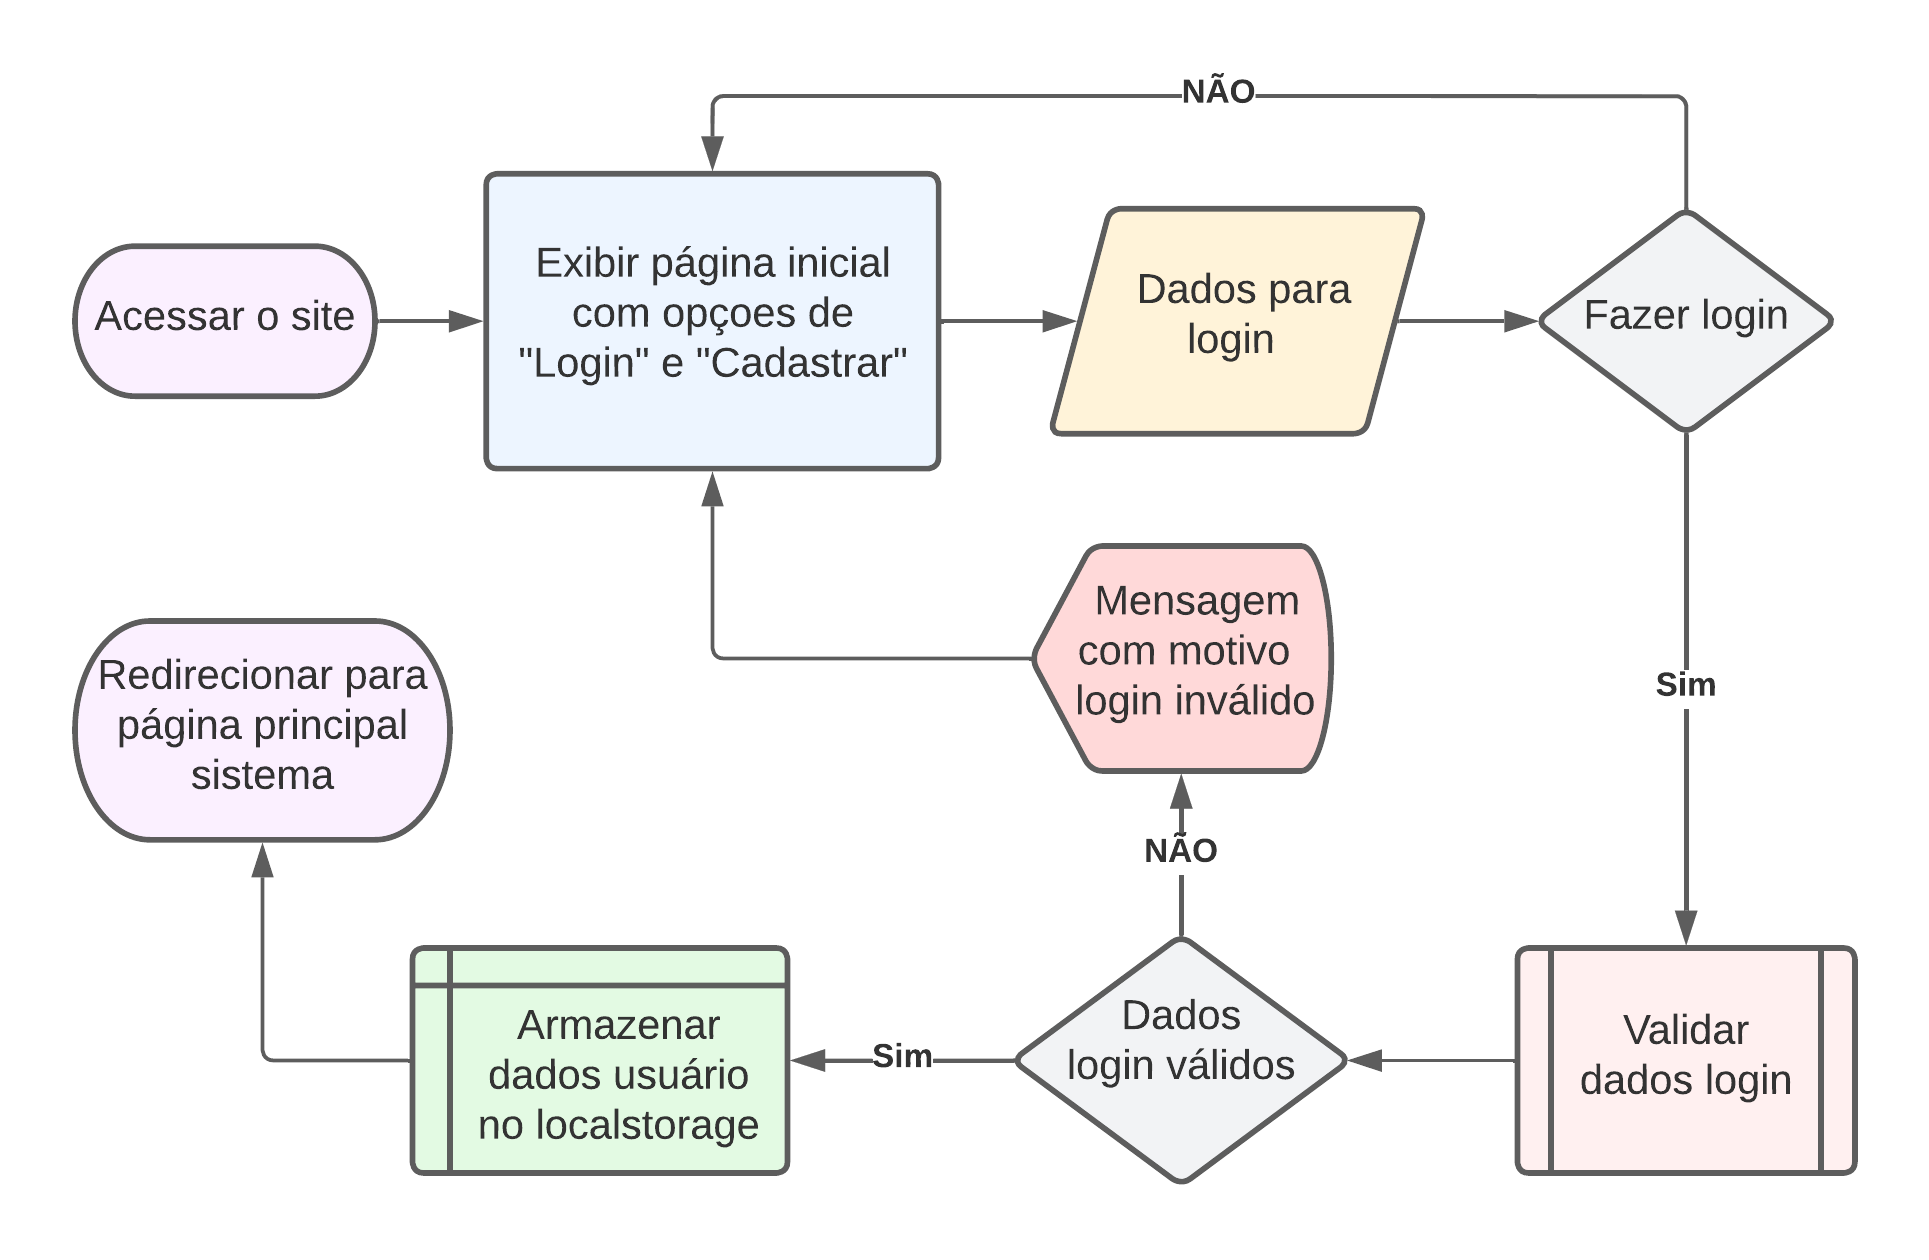 NÃO
Acessar o site
Exibir página inicial
com opçoes de
"Login" e "Cadastrar"
Dados para
login
Fazer login
Mensagem
com motivo
login inválido
Sim
Redirecionar para
página principal
sistema
NÃO
Armazenar
dados usuário
no localstorage
Sim
Dados
login válidos
Validar
dados login